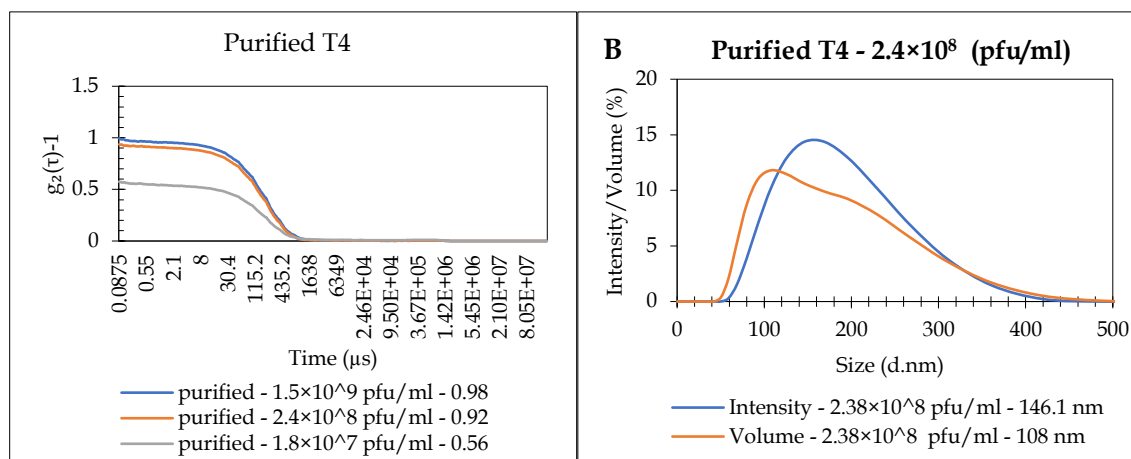 Purified T4
1.5
1
0.5
0
g₂(τ)-1
0.0875
0.55
2.1
8
30.4
115.2
435.2
1638
6349
2.46E+04
9.50E+04
3.67E+05
1.42E+06
5.45E+06
2.10E+07
8.05E+07
Time (µs)
purified - 1.5×10^9 pfu/ml - 0.98
purified - 2.4×10^8 pfu/ml - 0.92
purified - 1.8×10^7 pfu/ml - 0.56
B Purified T4 - 2.4×10⁸ (pfu/ml)
20
15
10
5
0
Intensity/Volume (%)
0 100 200 300 400 500
Size (d.nm)
Intensity - 2.38×10^8 pfu/ml - 146.1 nm
Volume - 2.38×10^8 pfu/ml - 108 nm